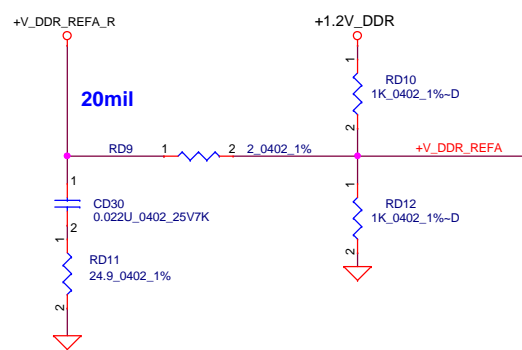 +V_DDR_REFA_R
+1.2V_DDR
1
RD10
1K_0402_1%~D
20mil
2
RD9
1
2
2_0402_1%
+V_DDR_REFA
1
1
CD30
RD12
0.022U_0402_25V7K
1K_0402_1%~D
2
1
2
RD11
24.9_0402_1%
2